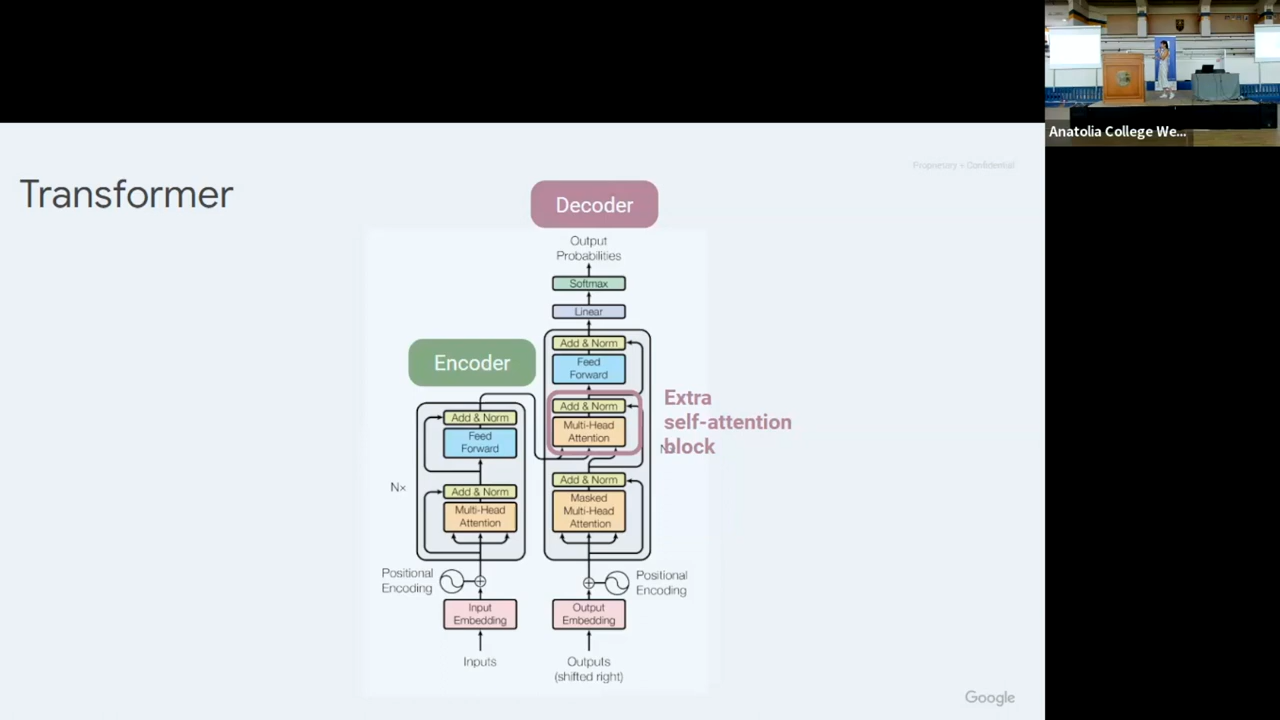 Anatolia College We...
Proprietary + Confidential
Transformer
Decoder
Output
Probabilities
Softmax
Linear
Add & Norm
Feed
Forward
Add & Norm
Multi-Head
Attention
Extra
self-attention
block
Add & Norm
Masked
Multi-Head
Attention
Positional
Encoding
Output
Embedding
Outputs
(shifted right)
Encoder
Add & Norm
Feed
Forward
Nx
Add & Norm
Multi-Head
Attention
Positional
Encoding
Input
Embedding
Inputs
Google